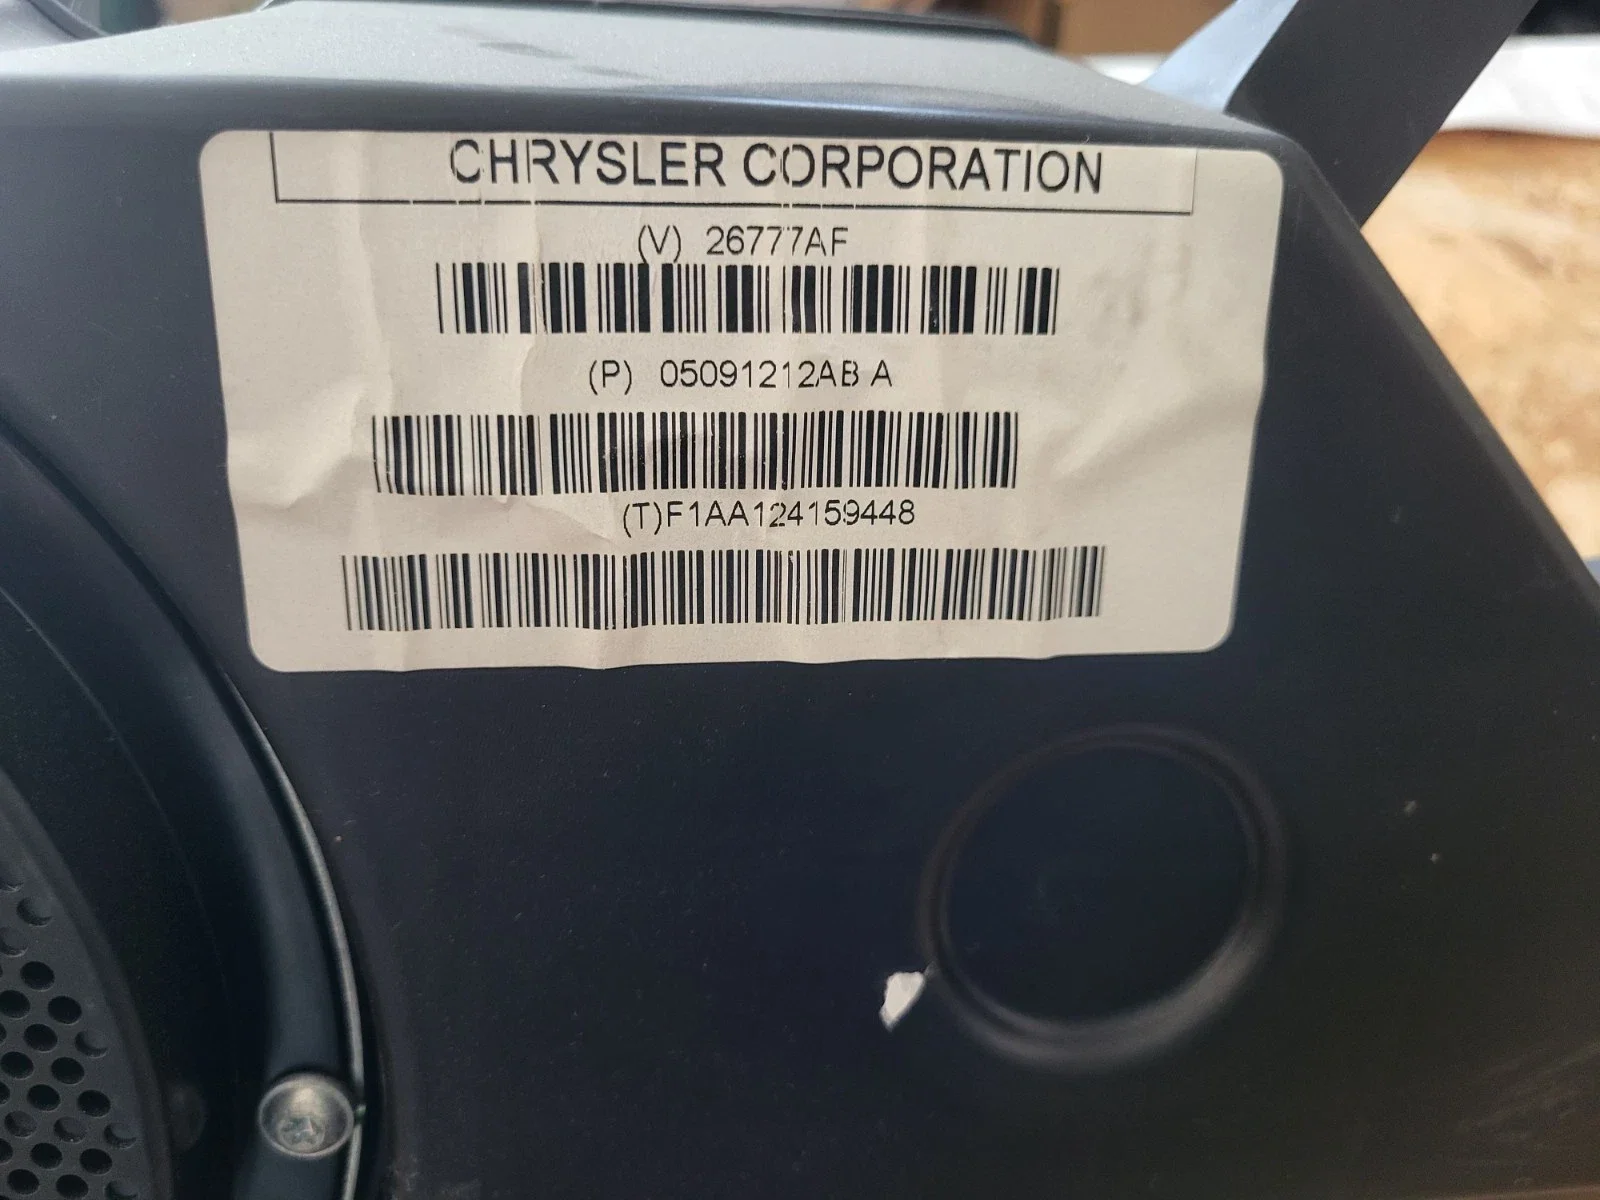 CHRYSLER CORPORATION
(V) 26777AF
(P) 05091212AB A
(T)F1AA124159448